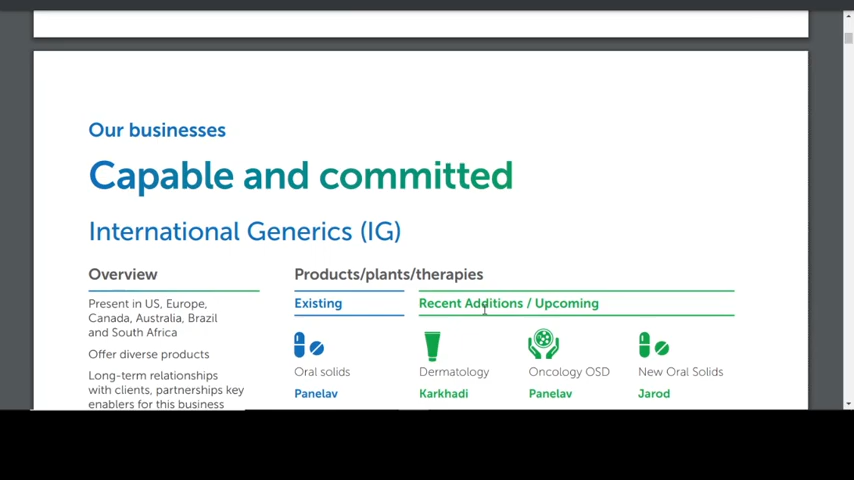 Our businesses
Capable and committed
International Generics (IG)
Overview
Present in US, Europe,
Canada, Australia, Brazil
and South Africa
Offer diverse products
Long-term relationships
with clients, partnerships key
enablers for this business
Products/plants/therapies
Existing
Recent Additions / Upcoming
Oral solids
Dermatology
Oncology OSD
New Oral Solids
Panelav
Karkhadi
Panelav
Jarod